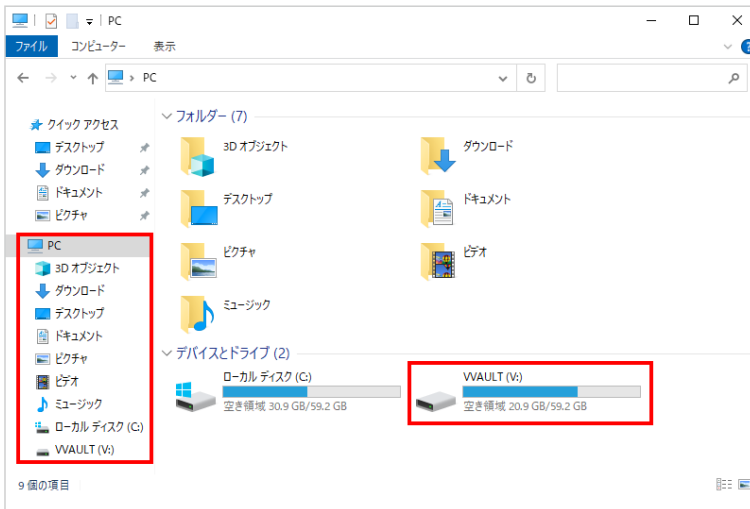 PC
ファイル コンピューター 表示
PC
クイック アクセス
デスクトップ
ダウンロード
ドキュメント
ピクチャ
PC
3D オブジェクト
ダウンロード
デスクトップ
ドキュメント
ピクチャ
ビデオ
ミュージック
ローカル ディスク (C:)
VVAULT (V:)
フォルダー (7)
3D オブジェクト
ダウンロード
デスクトップ
ドキュメント
ピクチャ
ビデオ
ミュージック
デバイスとドライブ (2)
ローカル ディスク (C:)
空き領域 30.9 GB/59.2 GB
VVAULT (V:)
空き領域 20.9 GB/59.2 GB
9 個の項目